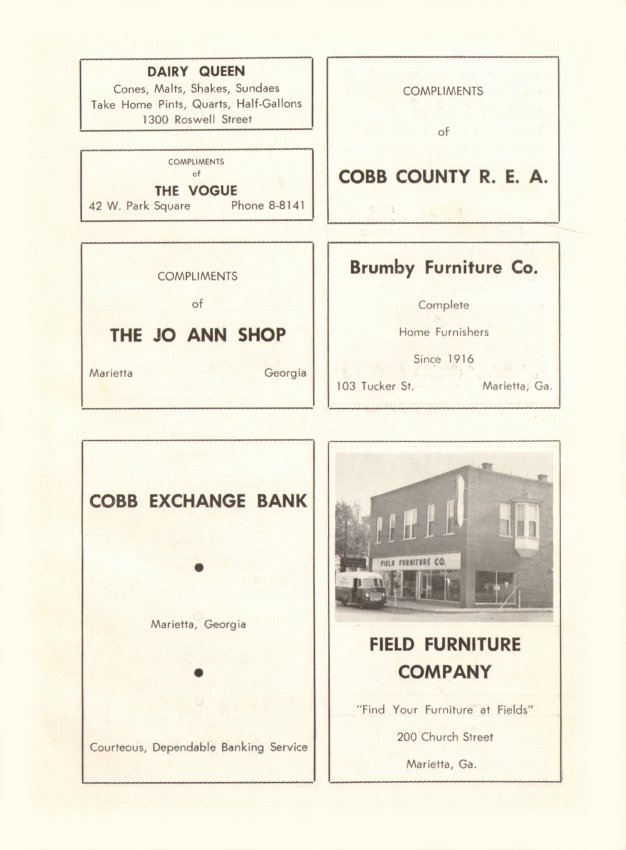 DAIRY QUEEN
Cones, Malts, Shakes, Sundaes
Take Home Pints, Quarts, Half-Gallons
1300 Roswell Street
COMPLIMENTS
of
THE VOGUE
42 W. Park Square Phone 8-8141
COMPLIMENTS
of
COBB COUNTY R. E. A.
COMPLIMENTS
of
THE JO ANN SHOP
Marietta Georgia
Brumby Furniture Co.
Complete
Home Furnishers
Since 1916
103 Tucker St. Marietta, Ga.
COBB EXCHANGE BANK
Marietta, Georgia
Courteous, Dependable Banking Service
FIELD FURNITURE CO.
FIELD FURNITURE
COMPANY
"Find Your Furniture at Fields"
200 Church Street
Marietta, Ga.